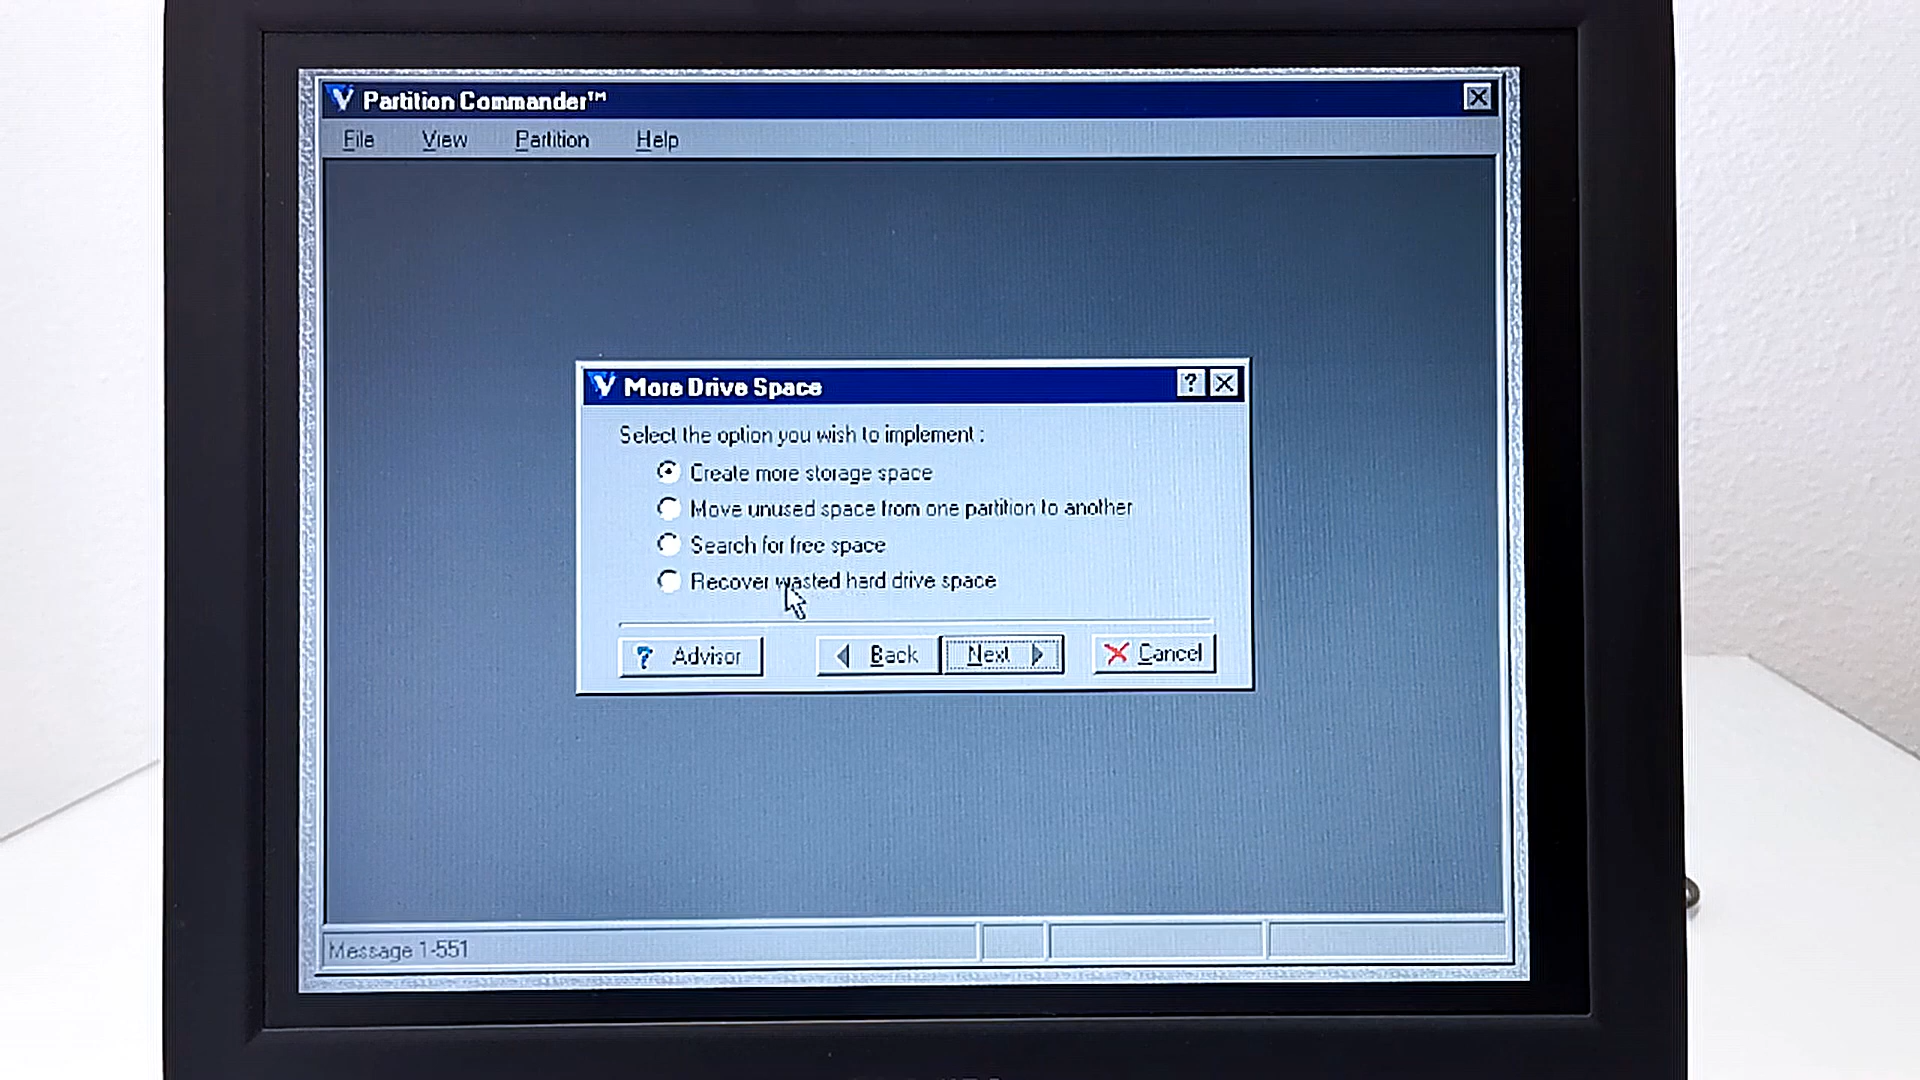 Partition Commander™
File View Partition Help
More Drive Space
Select the option you wish to implement :
Create more storage space
Move unused space from one partition to another
Search for free space
Recover wasted hard drive space
? Advisor Back Next Cancel
Message 1-551